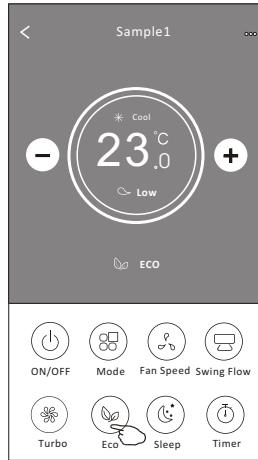 Sample1
Cool
23.0°C
Low
ECO
ON/OFF Mode Fan Speed Swing Flow
Turbo Eco Sleep Timer